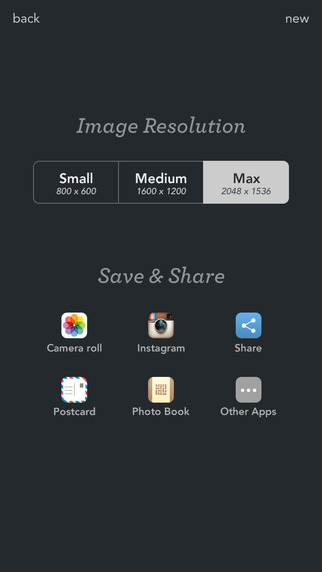 back
new
Image Resolution
Small
800 x 600
Medium
1600 x 1200
Max
2048 x 1536
Save & Share
Camera roll
Instagram
Share
Postcard
Photo Book
Other Apps